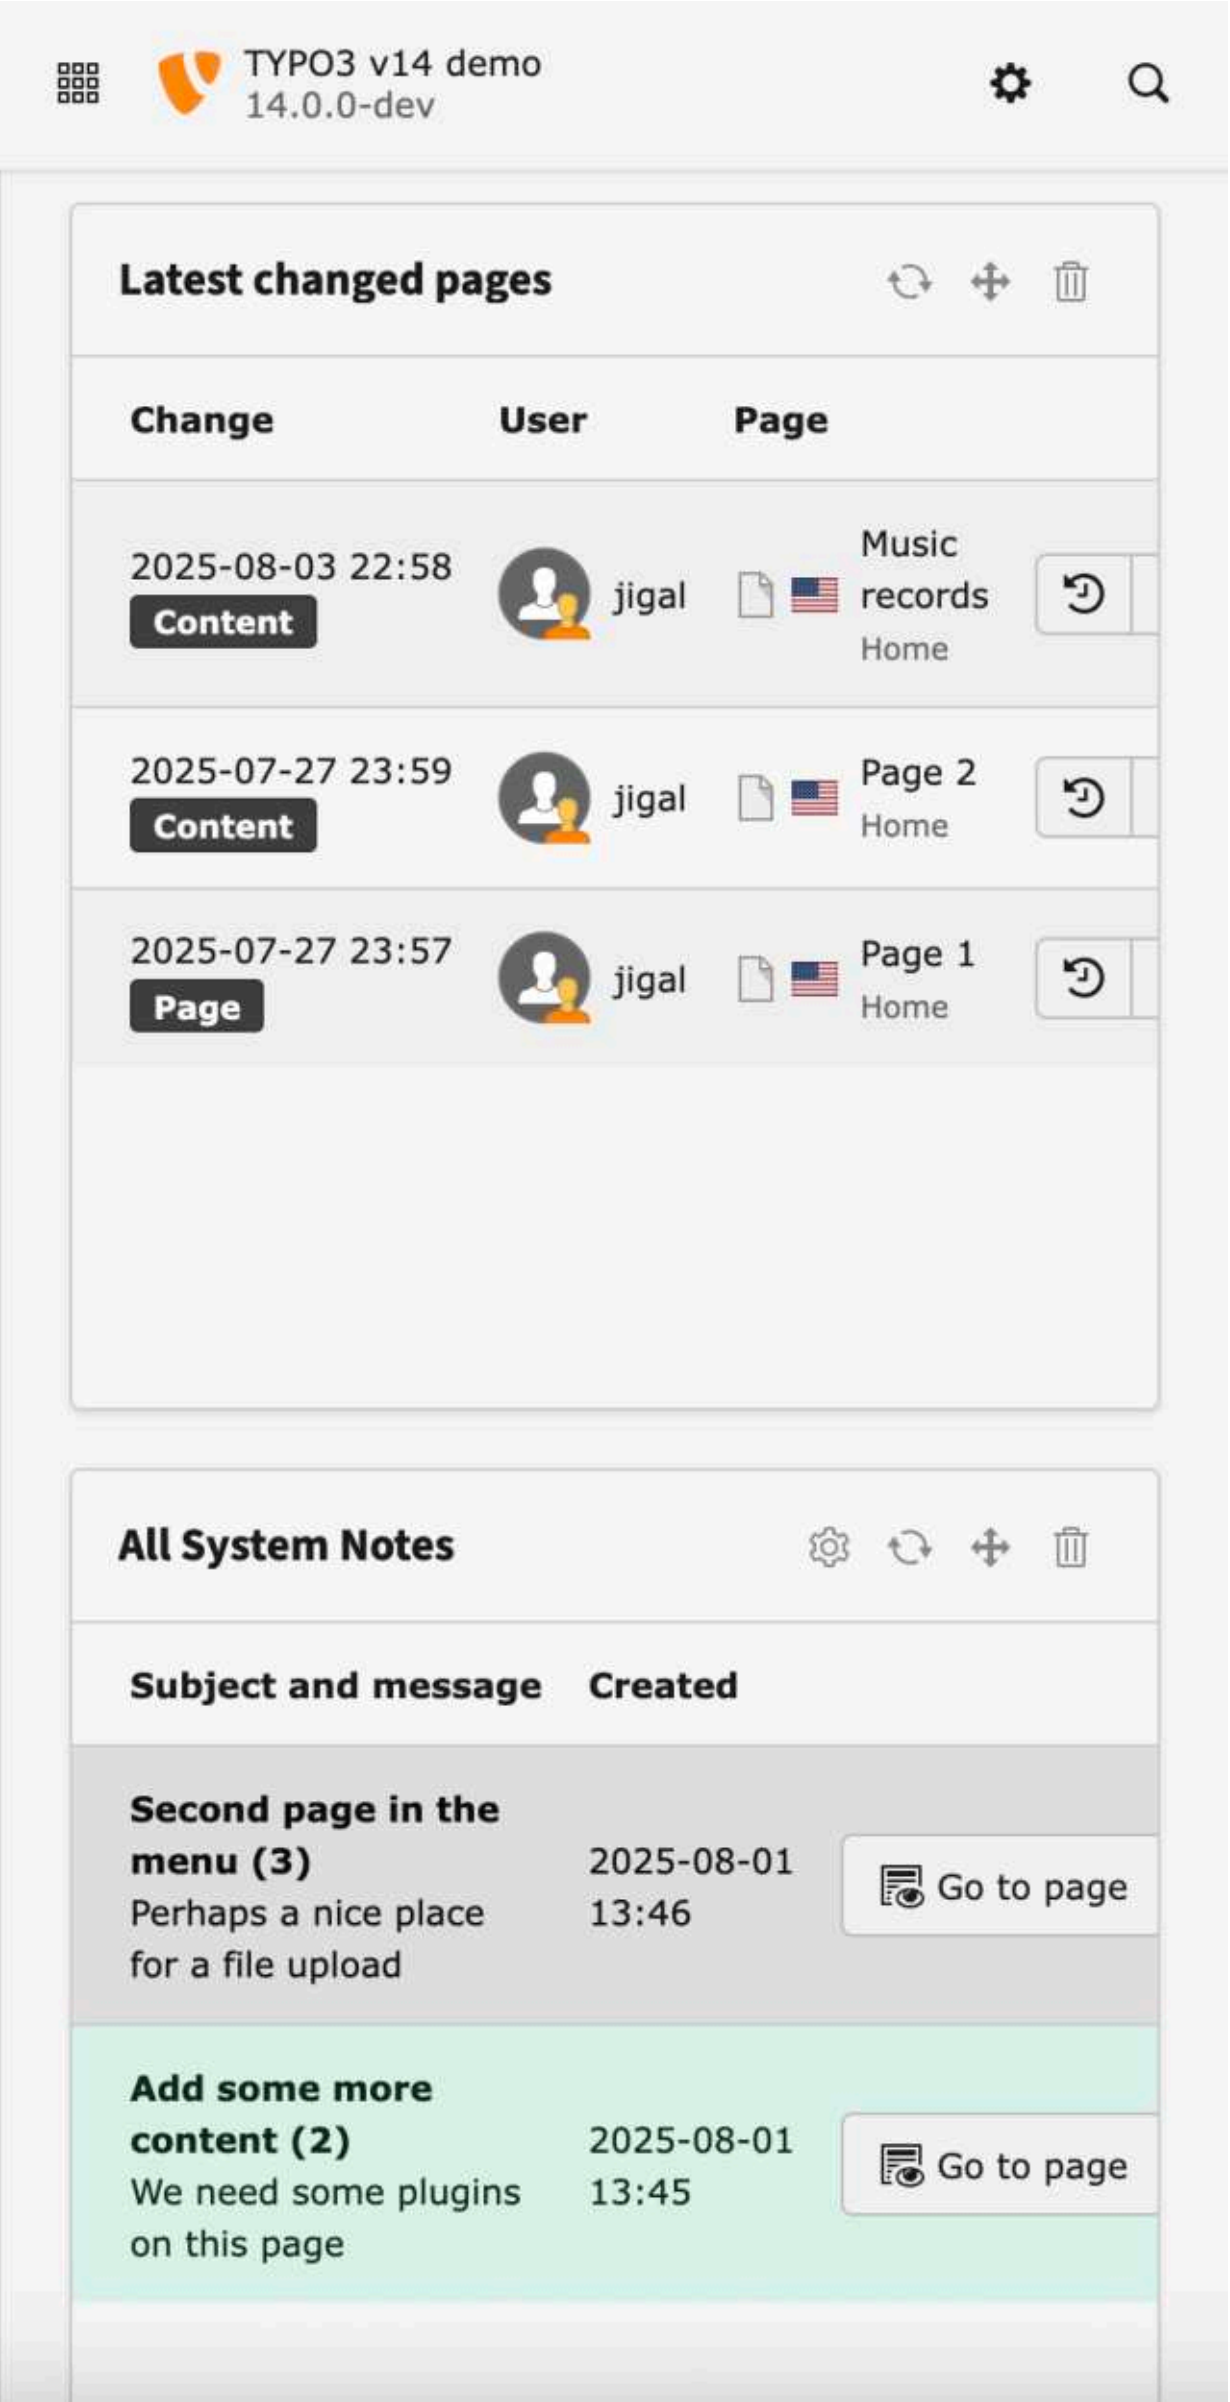 TYPO3 v14 demo
14.0.0-dev
Latest changed pages
Change User Page
2025-08-03 22:58
Content
jigal
Music
records
Home
2025-07-27 23:59
Content
jigal
Page 2
Home
2025-07-27 23:57
Page
jigal
Page 1
Home
All System Notes
Subject and message Created
Second page in the
menu (3)
Perhaps a nice place
for a file upload
2025-08-01
13:46
Go to page
Add some more
content (2)
We need some plugins
on this page
2025-08-01
13:45
Go to page